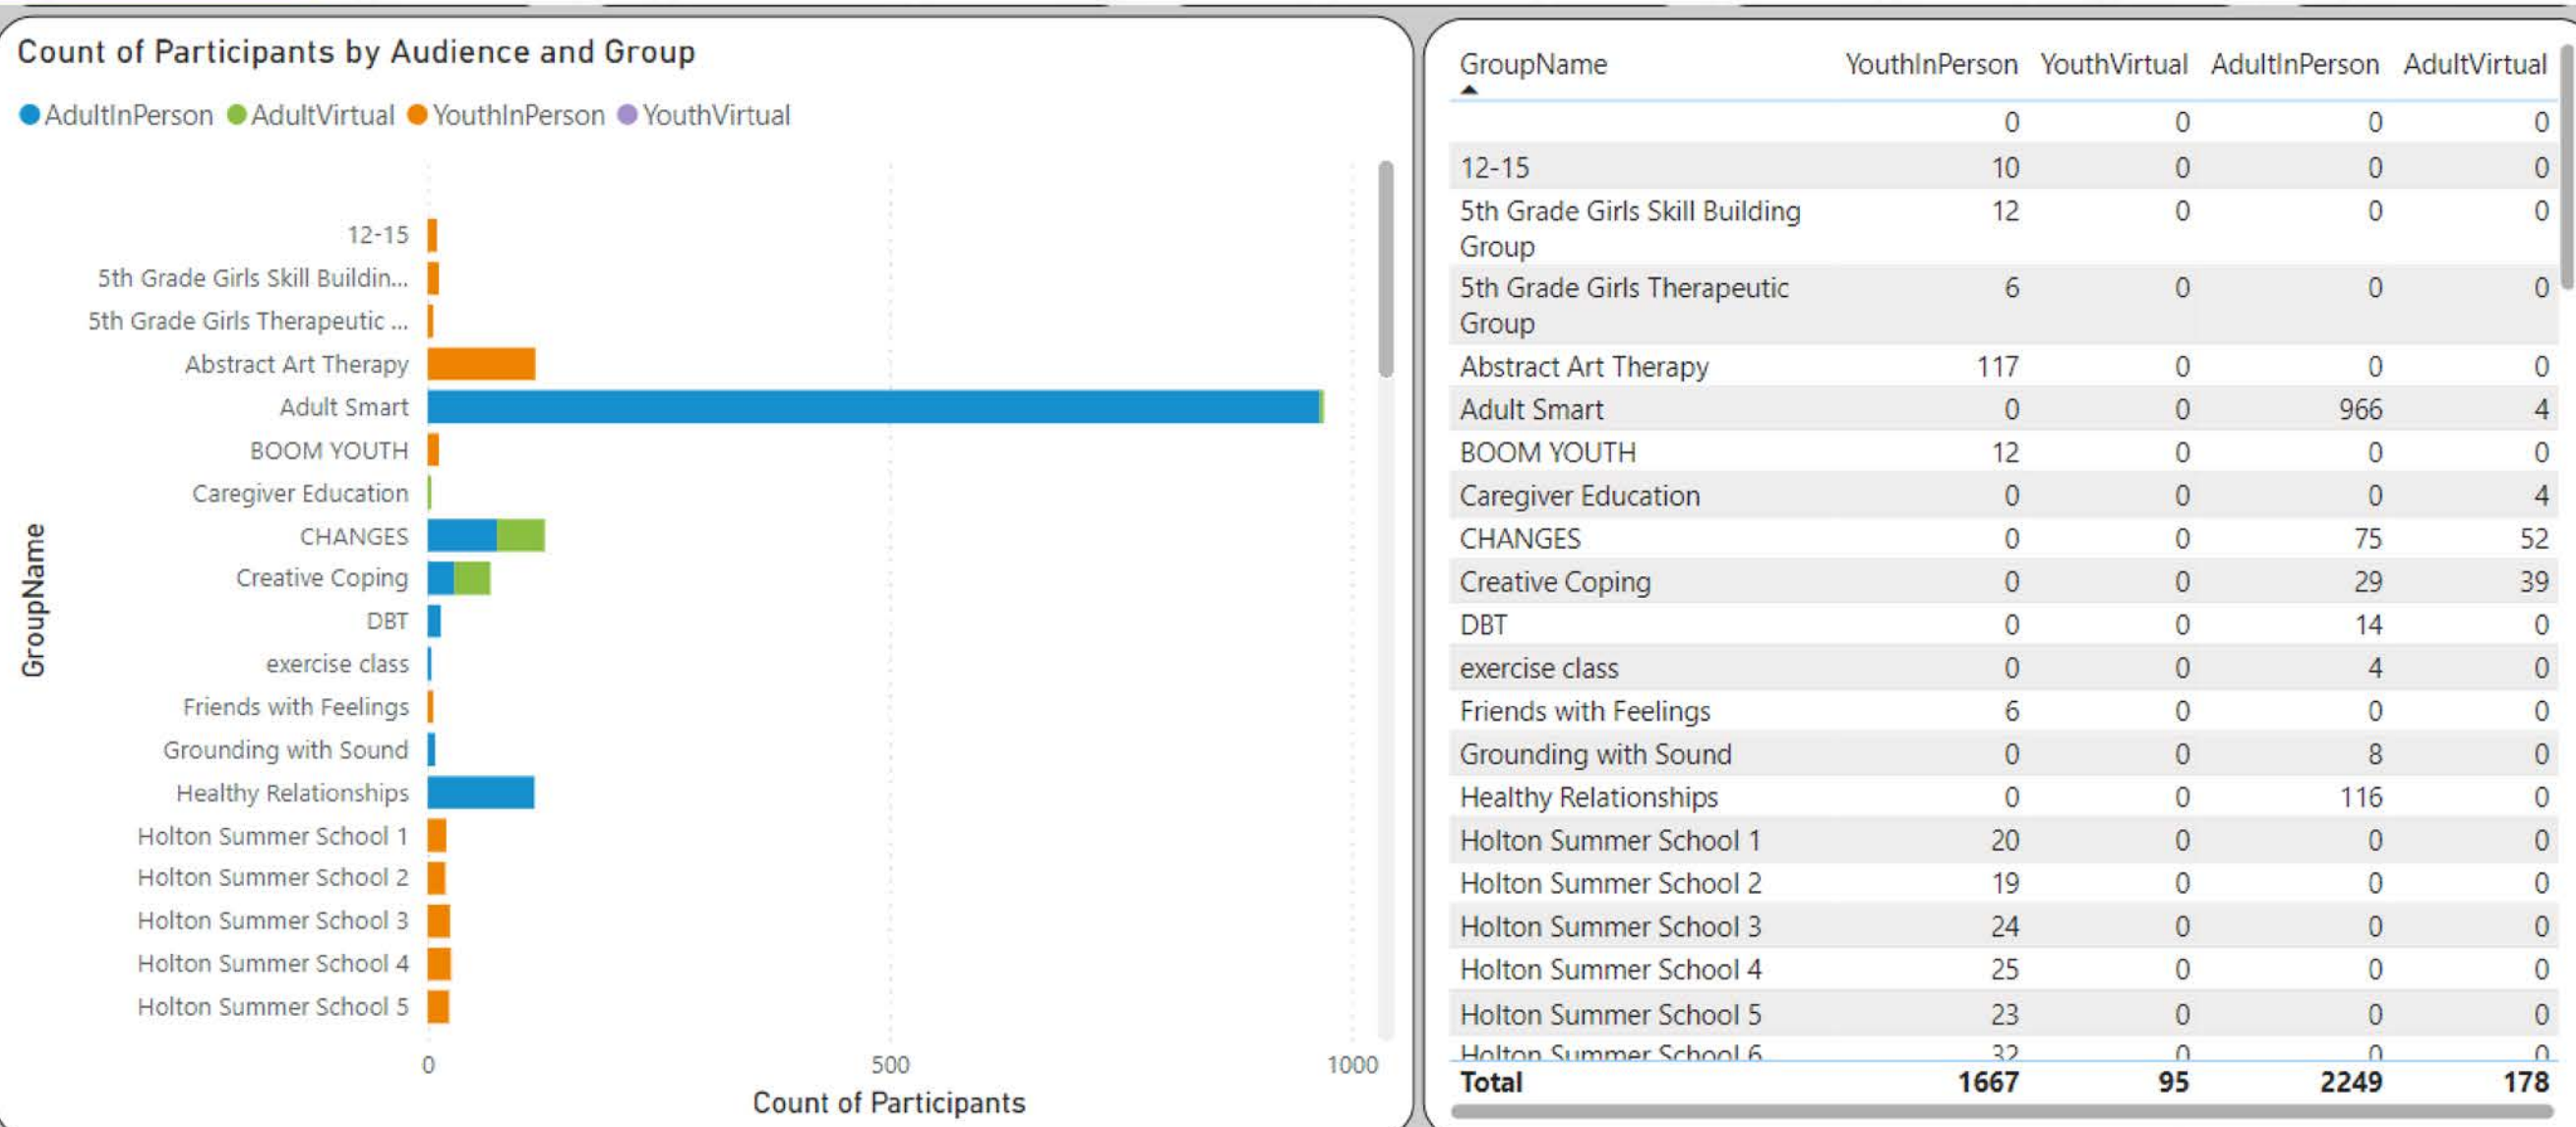 Count of Participants by Audience and Group
AdultInPerson AdultVirtual YouthInPerson YouthVirtual
GroupName
12-15
5th Grade Girls Skill Buildin...
5th Grade Girls Therapeutic ...
Abstract Art Therapy
Adult Smart
BOOM YOUTH
Caregiver Education
CHANGES
Creative Coping
DBT
exercise class
Friends with Feelings
Grounding with Sound
Healthy Relationships
Holton Summer School 1
Holton Summer School 2
Holton Summer School 3
Holton Summer School 4
Holton Summer School 5
0 500 1000
Count of Participants
GroupName YouthInPerson YouthVirtual AdultInPerson AdultVirtual
0 0 0 0
12-15 10 0 0 0
5th Grade Girls Skill Building 12 0 0 0
Group
5th Grade Girls Therapeutic 6 0 0 0
Group
Abstract Art Therapy 117 0 0 0
Adult Smart 0 0 966 4
BOOM YOUTH 12 0 0 0
Caregiver Education 0 0 0 4
CHANGES 0 0 75 52
Creative Coping 0 0 29 39
DBT 0 0 14 0
exercise class 0 0 4 0
Friends with Feelings 6 0 0 0
Grounding with Sound 0 0 8 0
Healthy Relationships 0 0 116 0
Holton Summer School 1 20 0 0 0
Holton Summer School 2 19 0 0 0
Holton Summer School 3 24 0 0 0
Holton Summer School 4 25 0 0 0
Holton Summer School 5 23 0 0 0
Holton Summer School 6 32 0 0 0
Total 1667 95 2249 178